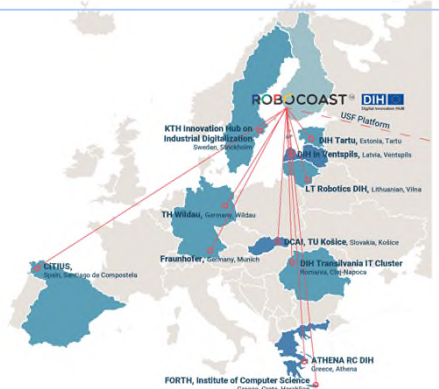 ROBOCOAST
DIH
Digital Innovation HUB
USF Platform
KTH Innovation Hub on
Industrial Digitalization
Sweden, Stockholm
DIH Tartu, Estonia, Tartu
DIH in Ventspils, Latvia, Ventspils
LT Robotics DIH, Lithuanian, Vilna
TH Wildau, Germany, Wildau
DCAI, TU Košice, Slovakia, Košice
Fraunhofer, Germany, Munich
DIH Transilvania IT Cluster
Romania, Cluj-Napoca
CiTIUS,
Spain, Santiago de Compostela
ATHENA RC DIH
Greece, Athena
FORTH, Institute of Computer Science
Greece, Crete,